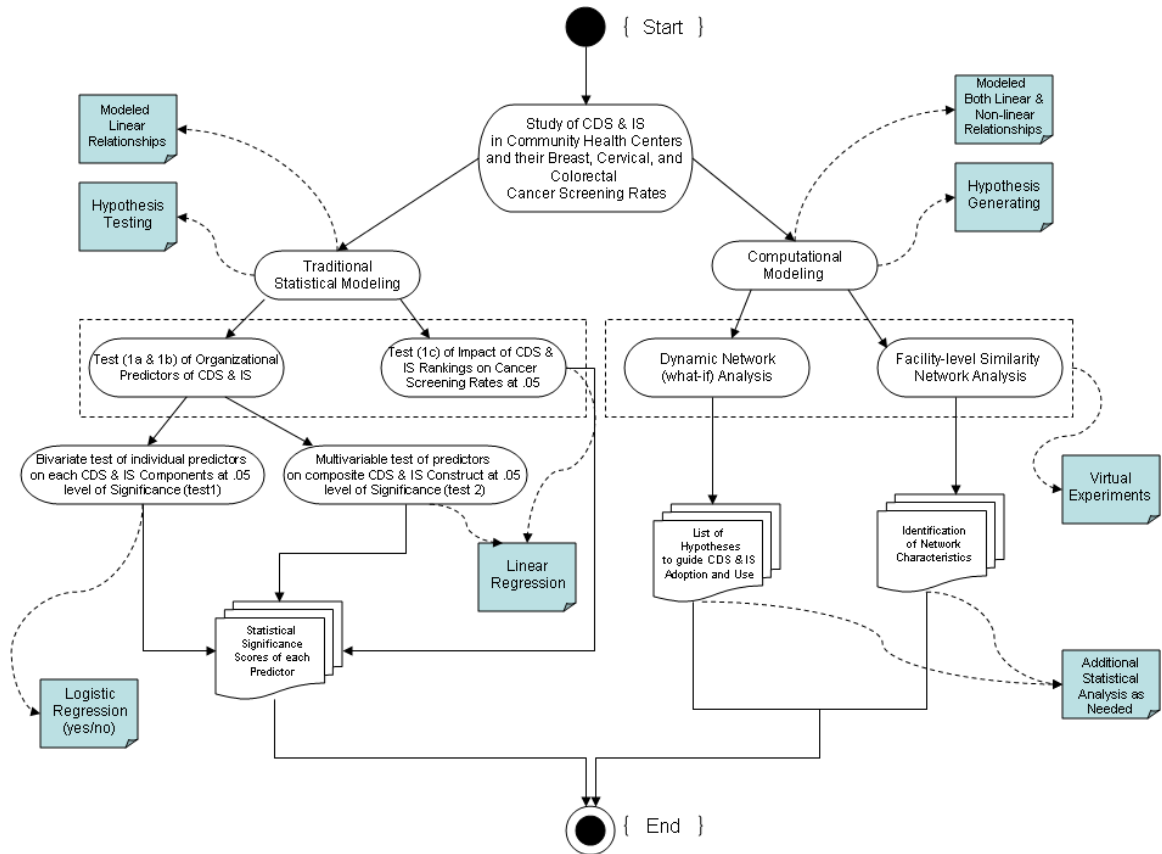 { Start }
Study of CDS & IS
in Community Health Centers
and their Breast, Cervical, and
Colorectal
Cancer Screening Rates
Modeled
Linear
Relationships
Modeled
Both Linear &
Non-linear
Relationships
Hypothesis
Testing
Hypothesis
Generating
Traditional
Statistical Modeling
Computational
Modeling
Test (1a & 1b) of Organizational
Predictors of CDS & IS
Test (1c) of Impact of CDS &
IS Rankings on Cancer
Screening Rates at .05
Dynamic Network
(what-if) Analysis
Facility-level Similarity
Network Analysis
Bivariate test of individual predictors
on each CDS & IS Components at .05
level of Significance (test1)
Multivariable test of predictors
on composite CDS & IS Construct at .05
level of Significance (test 2)
Virtual
Experiments
Linear
Regression
List of
Hypotheses
to guide CDS & IS
Adoption and Use
Identification
of Network
Characteristics
Statistical
Significance
Scores of each
Predictor
Logistic
Regression
(yes/no)
Additional
Statistical
Analysis as
Needed
{ End }